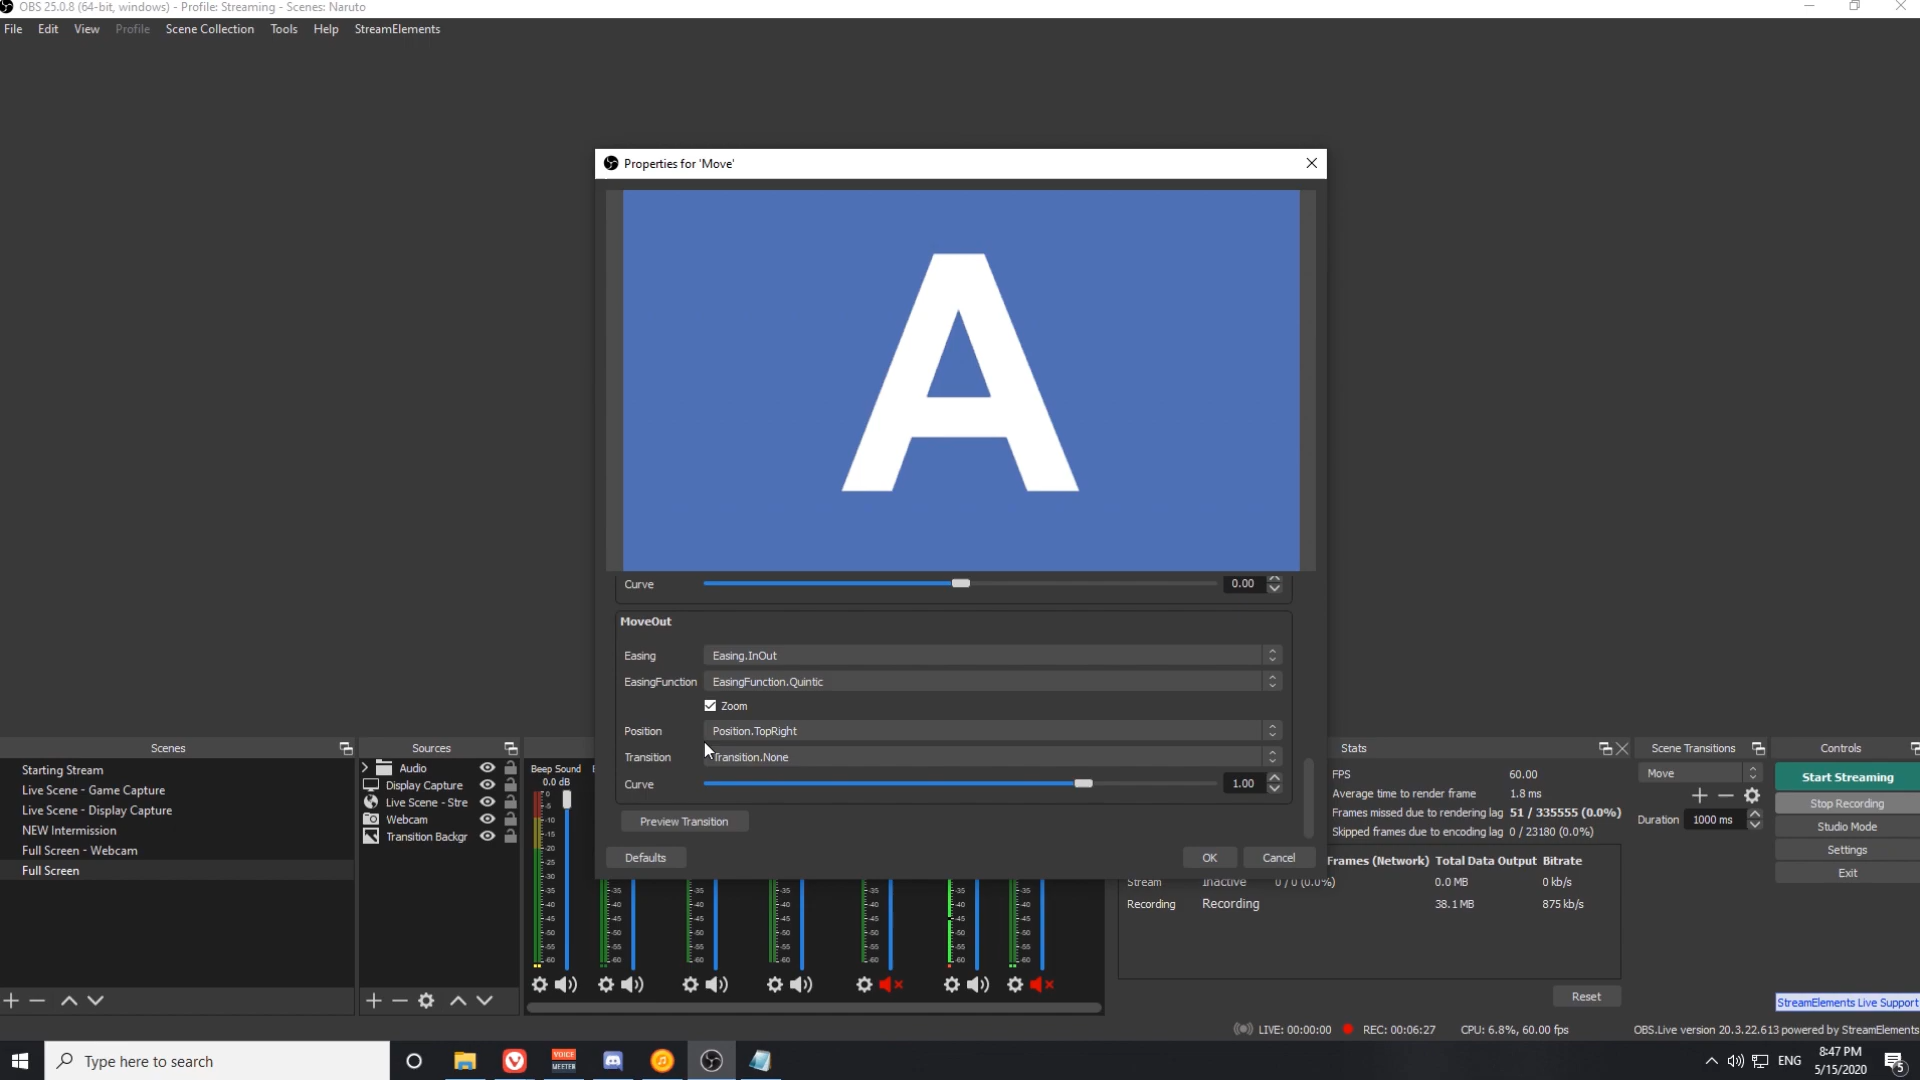 OBS 25.0.8 (64-bit, windows) - Profile: Streaming - Scenes: Naruto
File Edit View Profile Scene Collection Tools Help StreamElements
Properties for 'Move'
A
Curve 0.00
MoveOut
Easing Easing.InOut
EasingFunction EasingFunction.Quintic
Zoom
Position Position.TopRight
Transition Transition.None
Curve 1.00
Preview Transition
Defaults OK Cancel
Scenes
Starting Stream
Live Scene - Game Capture
Live Scene - Display Capture
NEW Intermission
Full Screen - Webcam
Full Screen
Sources
Audio
Display Capture
Live Scene - Stre
Webcam
Transition Backgr
Beep Sound
0.0 dB
Stats
FPS 60.00
Average time to render frame 1.8 ms
Frames missed due to rendering lag 51 / 335555 (0.0%)
Skipped frames due to encoding lag 0 / 23180 (0.0%)
Frames (Network) Total Data Output Bitrate
Stream Inactive 0 / 0 (0.0%) 0.0 MB 0 kb/s
Recording Recording 38.1 MB 875 kb/s
Reset
Scene Transitions
Move
Duration 1000 ms
Controls
Start Streaming
Stop Recording
Studio Mode
Settings
Exit
StreamElements Live Support
LIVE: 00:00:00 REC: 00:06:27 CPU: 6.8%, 60.00 fps OBS.Live version 20.3.22.613 powered by StreamElements
Type here to search
VOICE
MEETER
ENG
8:47 PM
5/15/2020
5